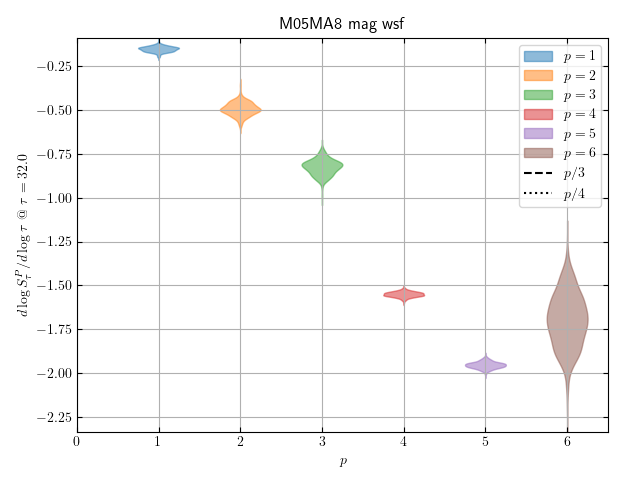 M05MA8 mag wsf
d log S_τ^P / d log τ @ τ = 32.0
−0.25
−0.50
−0.75
−1.00
−1.25
−1.50
−1.75
−2.00
−2.25
p = 1
p = 2
p = 3
p = 4
p = 5
p = 6
p/3
p/4
0 1 2 3 4 5 6
p